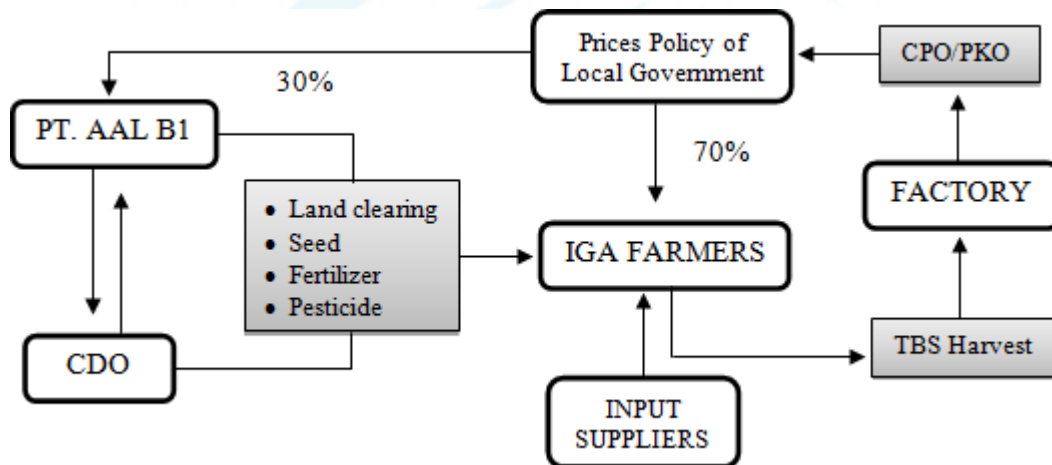 Prices Policy of
Local Government
CPO/PKO
30%
PT. AAL B1
70%
FACTORY
• Land clearing
• Seed
• Fertilizer
• Pesticide
IGA FARMERS
TBS Harvest
CDO
INPUT
SUPPLIERS